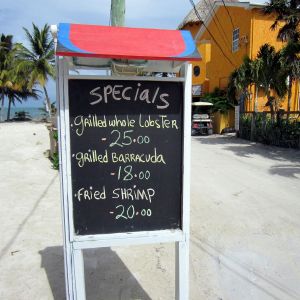 SPECIALS
• GRILLED WHOLE LOBSTER
- 25.00
• GRILLED BARRACUDA
- 18.00
• FRIED SHRIMP
- 20.00